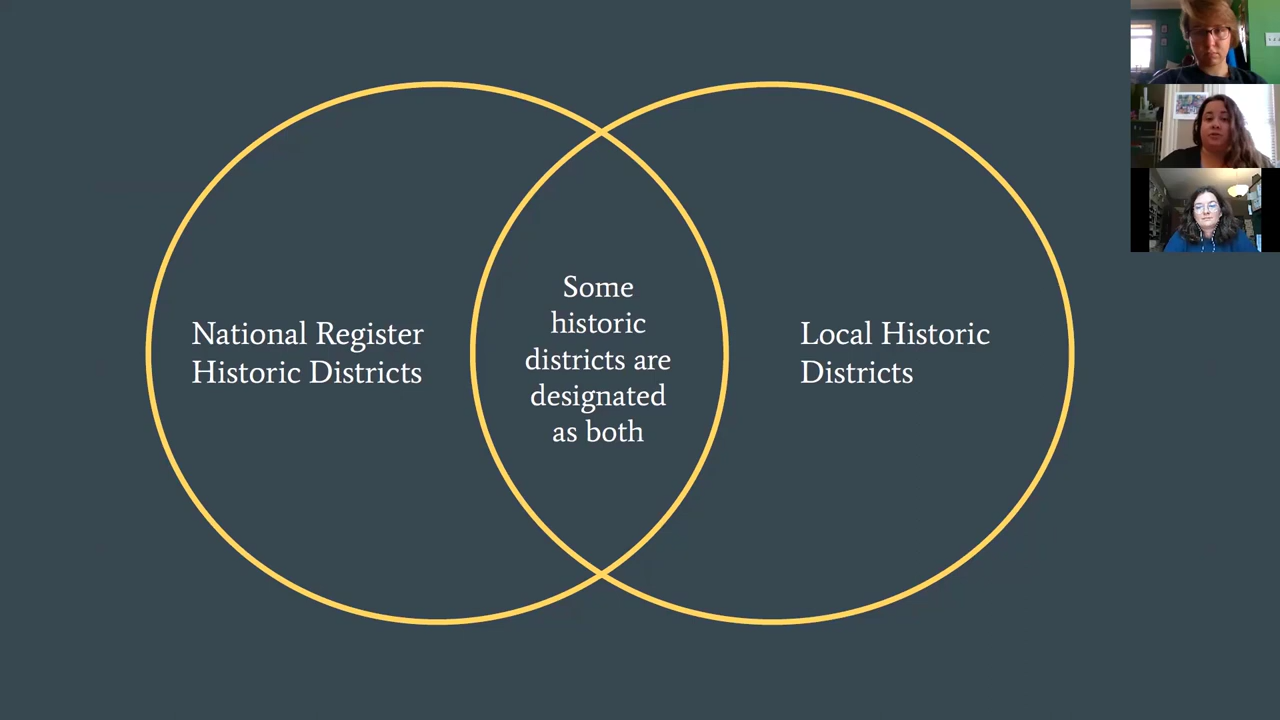 National Register
Historic Districts
Some
historic
districts are
designated
as both
Local Historic
Districts